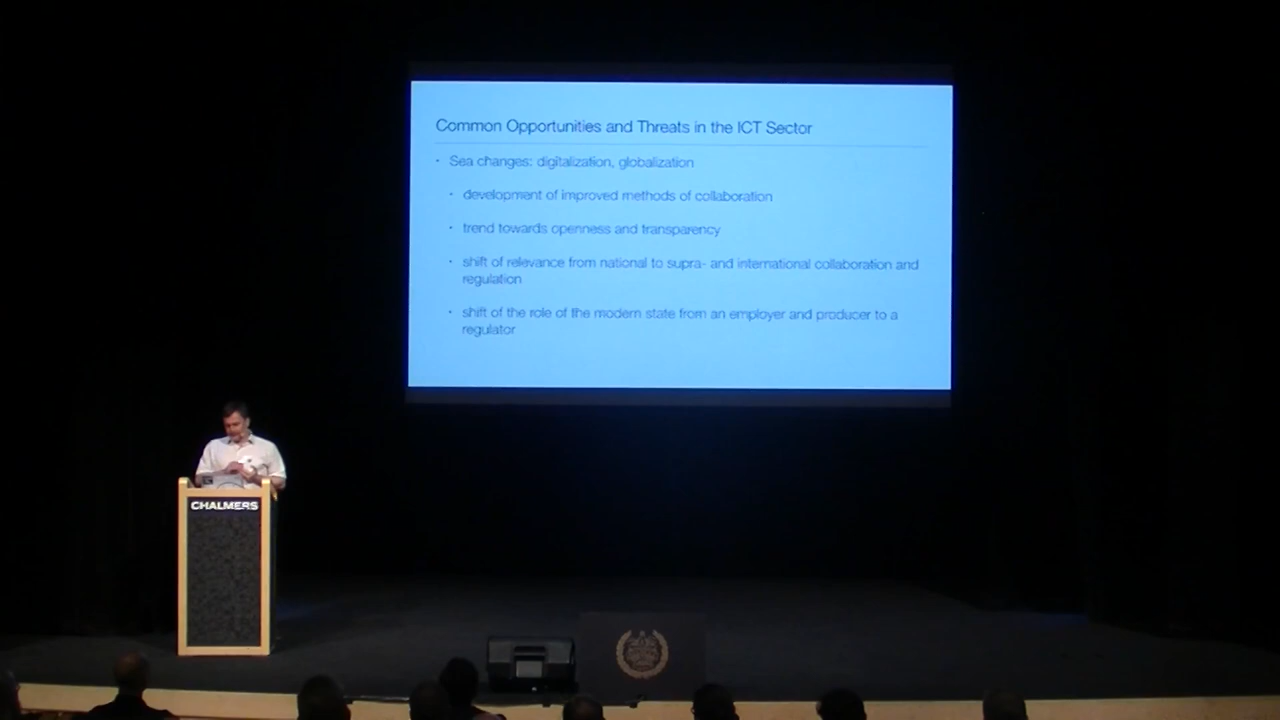 Common Opportunities and Threats in the ICT Sector
• Sea changes: digitalization, globalization
• development of improved methods of collaboration
• trend towards openness and transparency
• shift of relevance from national to supra- and international collaboration and
regulation
• shift of the role of the modern state from an employer and producer to a
regulator
CHALMERS